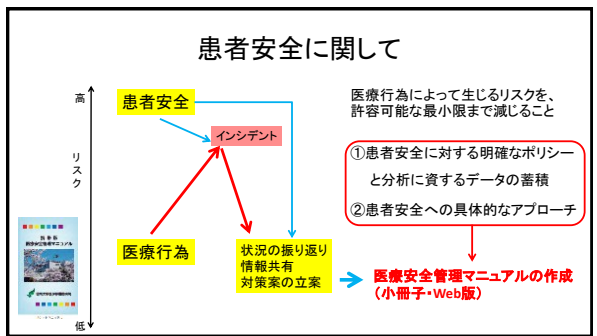 患者安全に関して
高
リスク
低
患者安全
インシデント
医療行為
状況の振り返り
情報共有
対策案の立案
医療行為によって生じるリスクを、
許容可能な最小限まで減じること
①患者安全に対する明確なポリシー
と分析に資するデータの蓄積
②患者安全への具体的なアプローチ
医療安全管理マニュアルの作成
（小冊子・Web版）